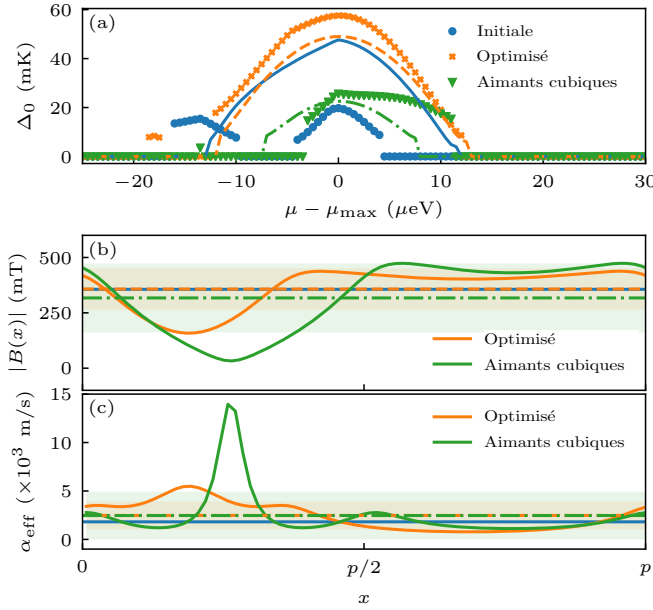 60
40
20
0
Δ₀ (mK)
(a)
Initiale
Optimisé
Aimants cubiques
−20
−10
0
10
20
30
μ − μmax (μeV)
500
250
0
|B(x)| (mT)
(b)
Optimisé
Aimants cubiques
15
10
5
0
αeff (×10³ m/s)
(c)
Optimisé
Aimants cubiques
0
p/2
p
x